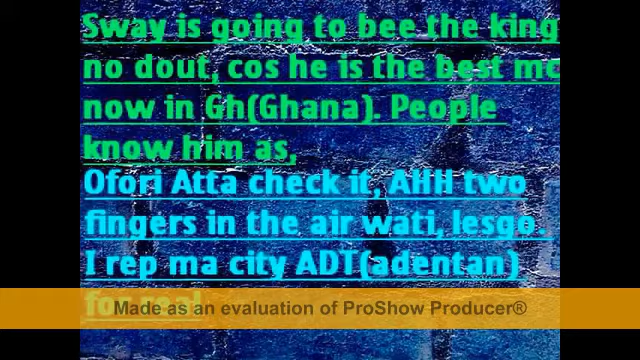 Sway is going to bee the king
no dout, cos he is the best mc
now in Gh(Ghana). People
know him as,
Ofori Atta check it, AHH two
fingers in the air wati, lesgo.
I rep ma city ADT(adentan)
for real
Made as an evaluation of ProShow Producer®